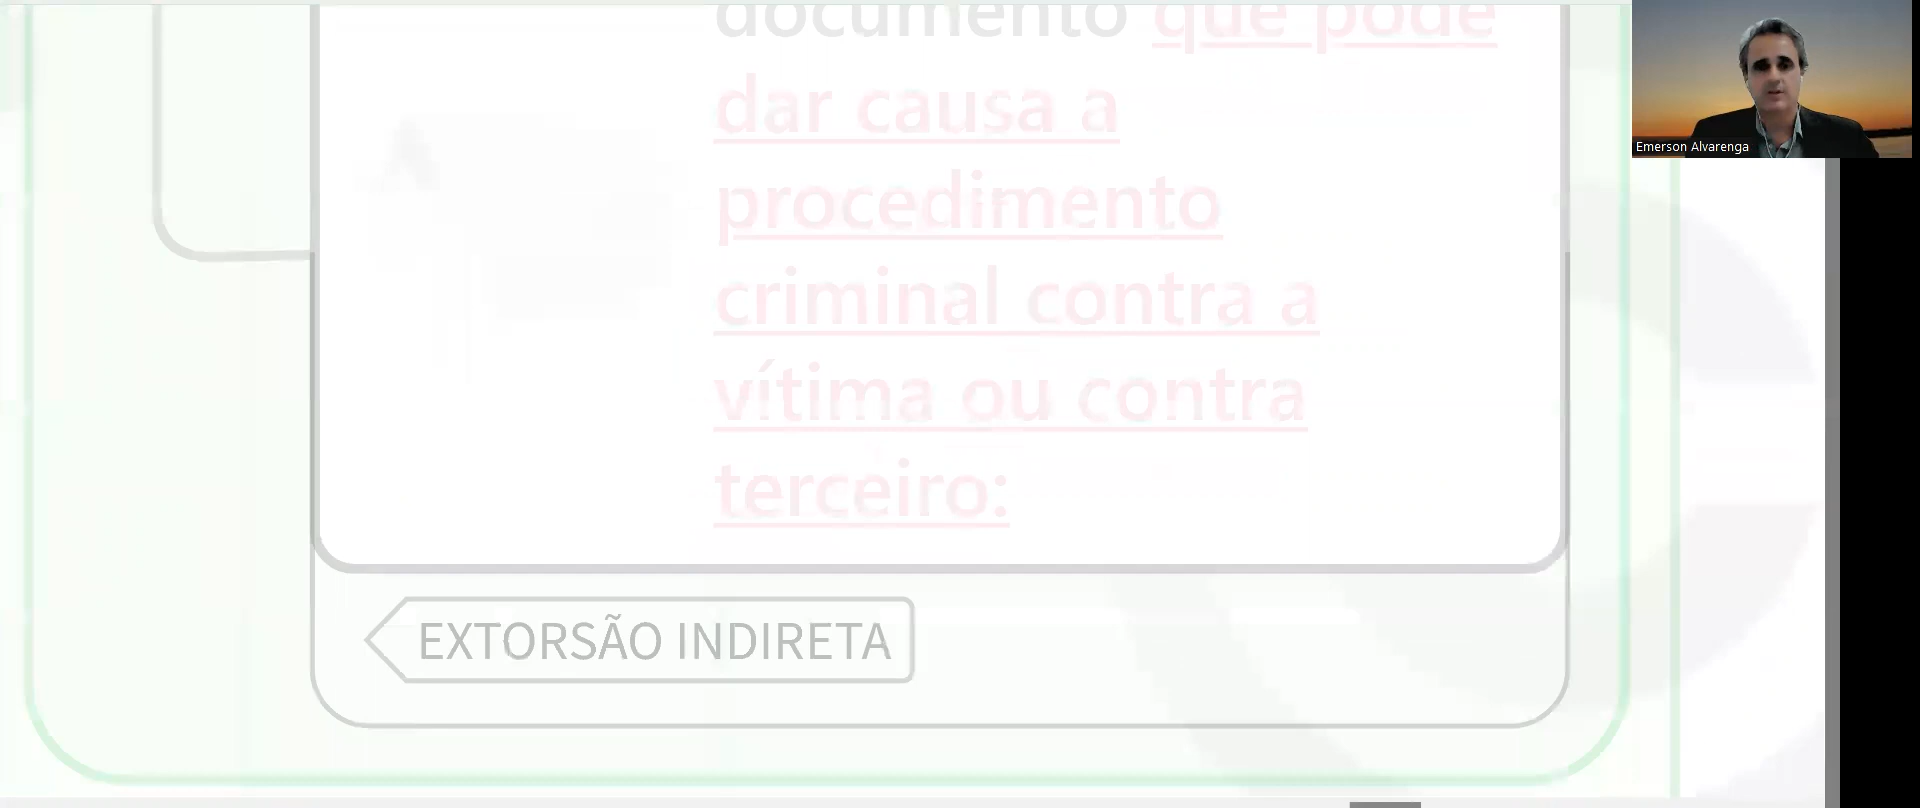 documento que pode
dar causa a
procedimento
criminal contra a
vítima ou contra
terceiro:
EXTORSÃO INDIRETA
Emerson Alvarenga